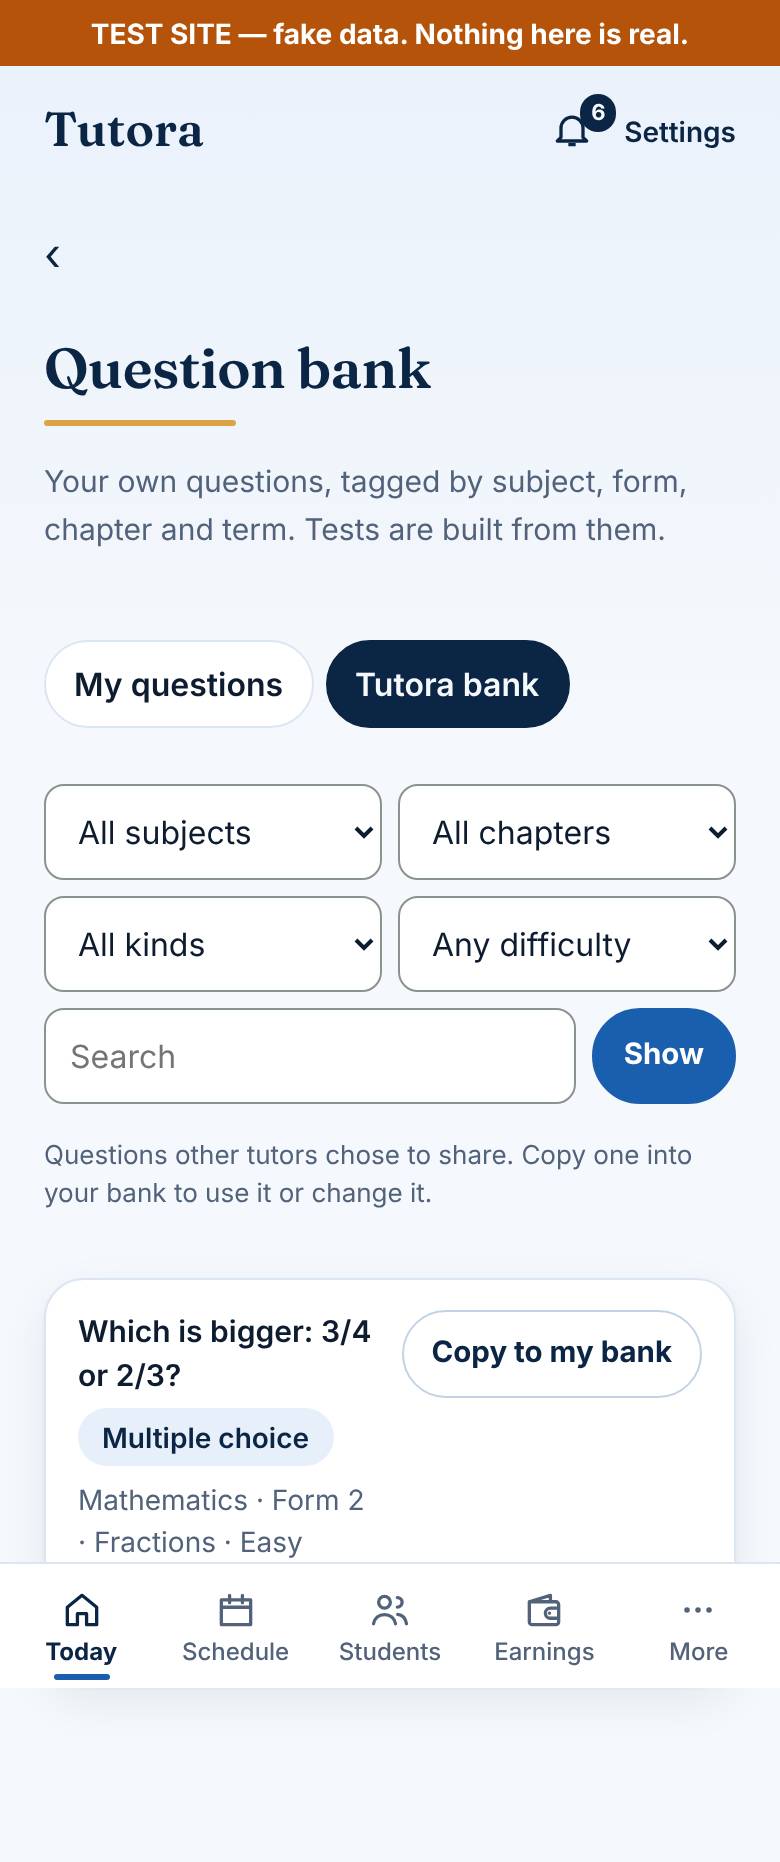 TEST SITE — fake data. Nothing here is real.
Tutora
6
Settings
Question bank
Your own questions, tagged by subject, form,
chapter and term. Tests are built from them.
My questions
Tutora bank
All subjects
All chapters
All kinds
Any difficulty
Search
Show
Questions other tutors chose to share. Copy one into
your bank to use it or change it.
Which is bigger: 3/4
or 2/3?
Copy to my bank
Multiple choice
Mathematics · Form 2
· Fractions · Easy
Today
Schedule
Students
Earnings
More